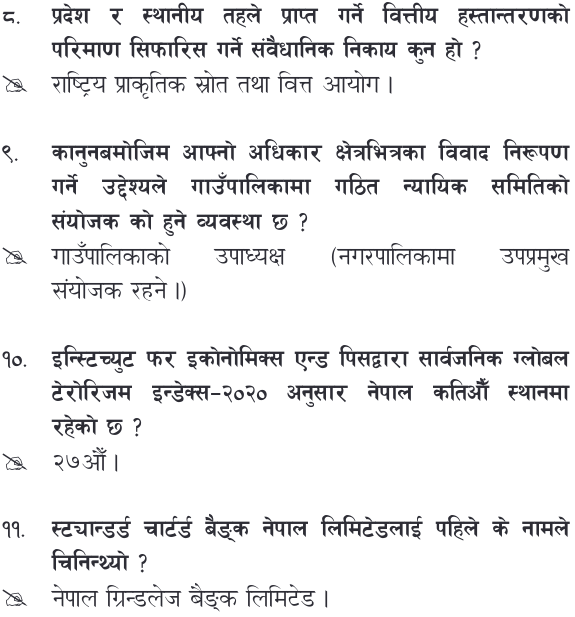 ८. प्रदेश र स्थानीय तहले प्राप्त गर्ने वित्तीय हस्तान्तरणको
परिमाण सिफारिस गर्ने संवैधानिक निकाय कुन हो ?
राष्ट्रिय प्राकृतिक स्रोत तथा वित्त आयोग ।
९. कानुनबमोजिम आफ्नो अधिकार क्षेत्रभित्रका विवाद निरूपण
गर्ने उद्देश्यले गाउँपालिकामा गठित न्यायिक समितिको
संयोजक को हुने व्यवस्था छ ?
गाउँपालिकाको उपाध्यक्ष (नगरपालिकामा उपप्रमुख
संयोजक रहने ।)
१०. इन्स्टिच्युट फर इकोनोमिक्स एन्ड पिसद्वारा सार्वजनिक ग्लोबल
टेरोरिजम इन्डेक्स-२०२० अनुसार नेपाल कतिऔँ स्थानमा
रहेको छ ?
२७औँ ।
११. स्ट्यान्डर्ड चार्टर्ड बैङ्क नेपाल लिमिटेडलाई पहिले के नामले
चिनिन्थ्यो ?
नेपाल ग्रिन्डलेज बैङ्क लिमिटेड ।